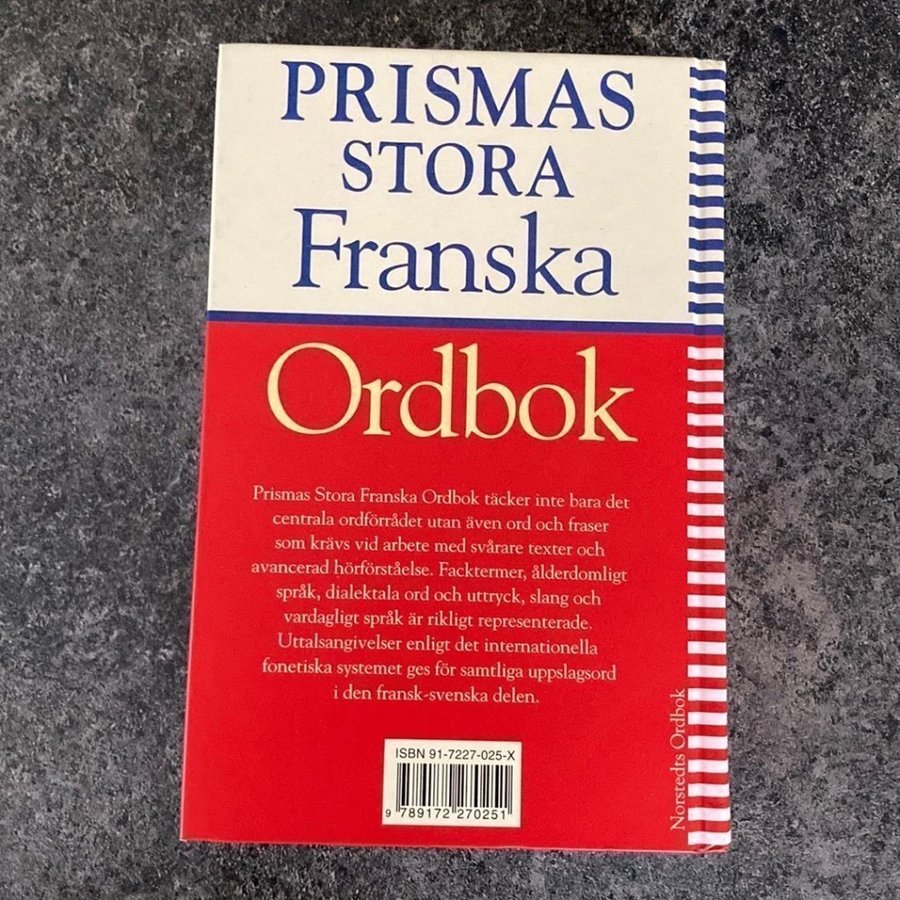 PRISMAS
STORA
Franska
Ordbok
Prismas Stora Franska Ordbok täcker inte bara det
centrala ordförrådet utan även ord och fraser
som krävs vid arbete med svårare texter och
avancerad hörförståelse. Facktermer, ålderdomligt
språk, dialektala ord och uttryck, slang och
vardagligt språk är rikligt representerade.
Uttalsangivelser enligt det internationella
fonetiska systemet ges för samtliga uppslagsord
i den fransk-svenska delen.
ISBN 91-7227-025-X
9 789172 270251
Norstedts Ordbok